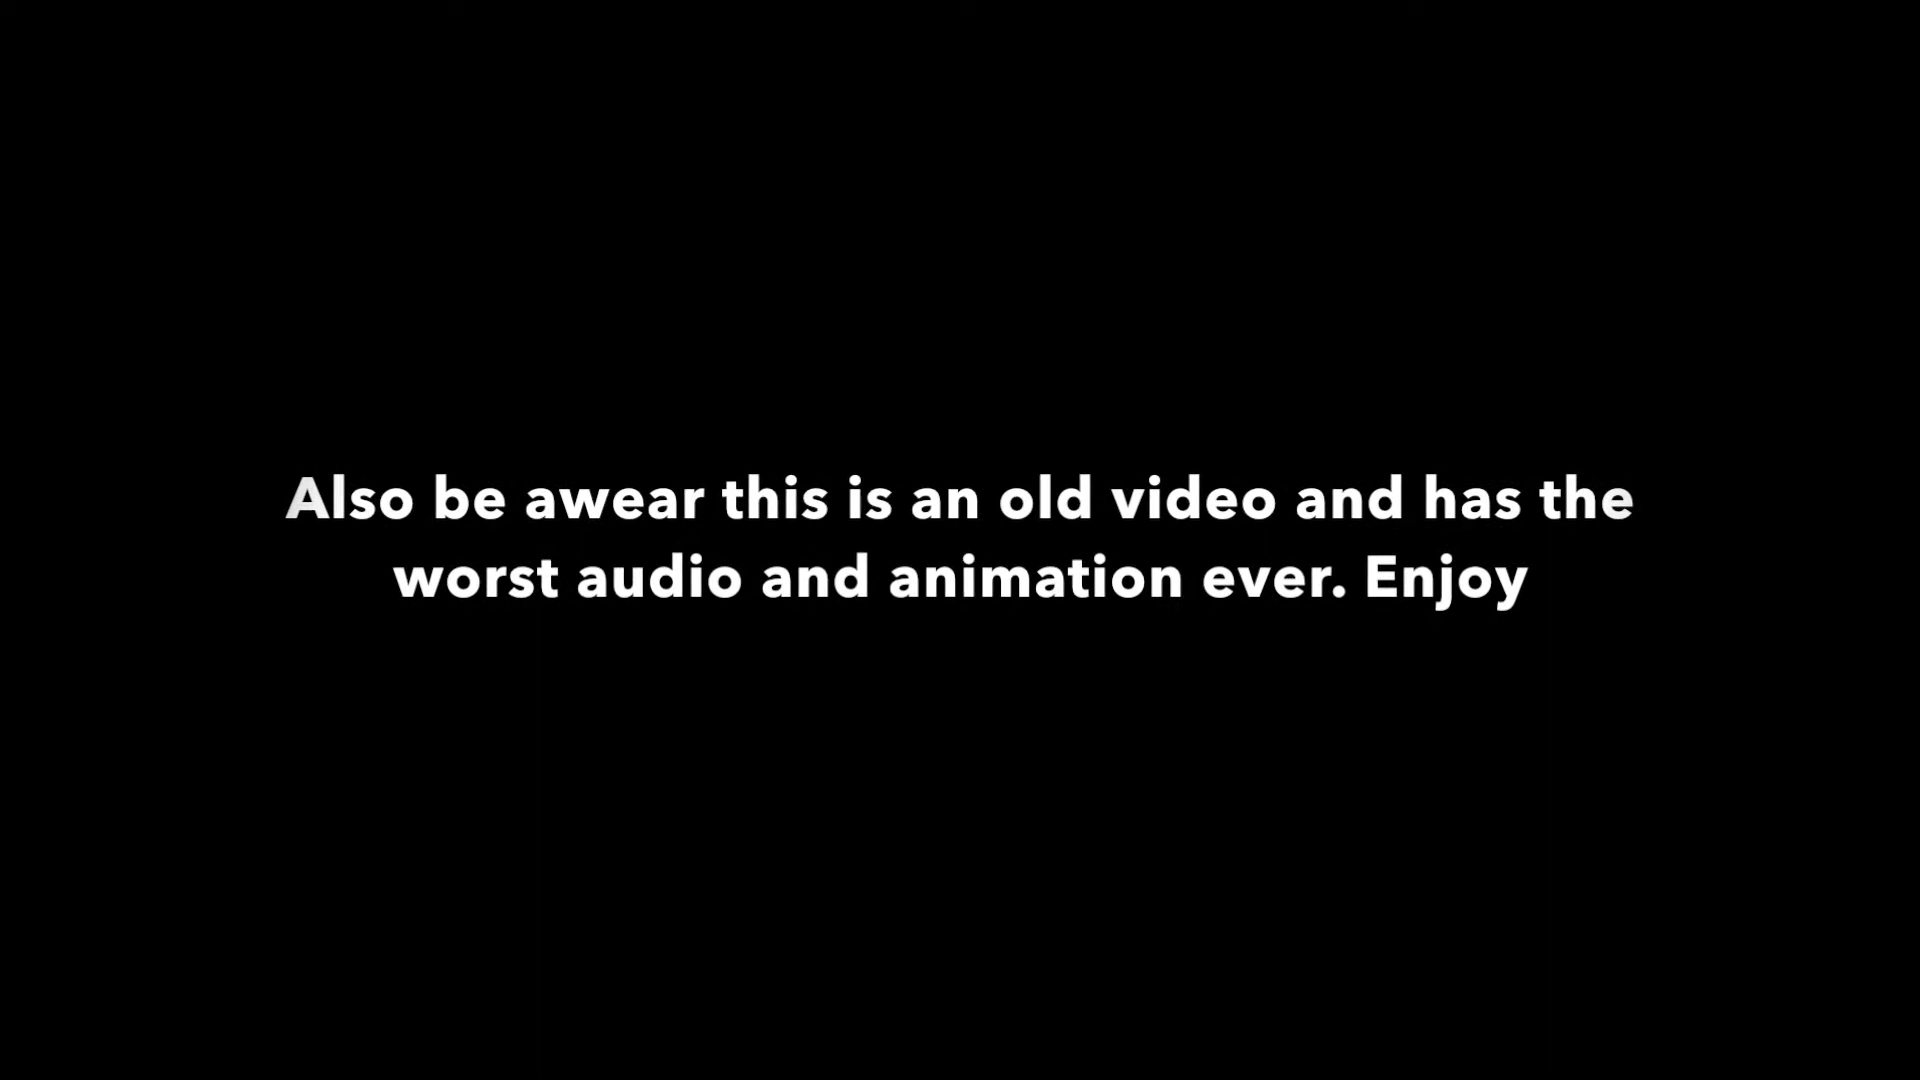 Also be awear this is an old video and has the
worst audio and animation ever. Enjoy